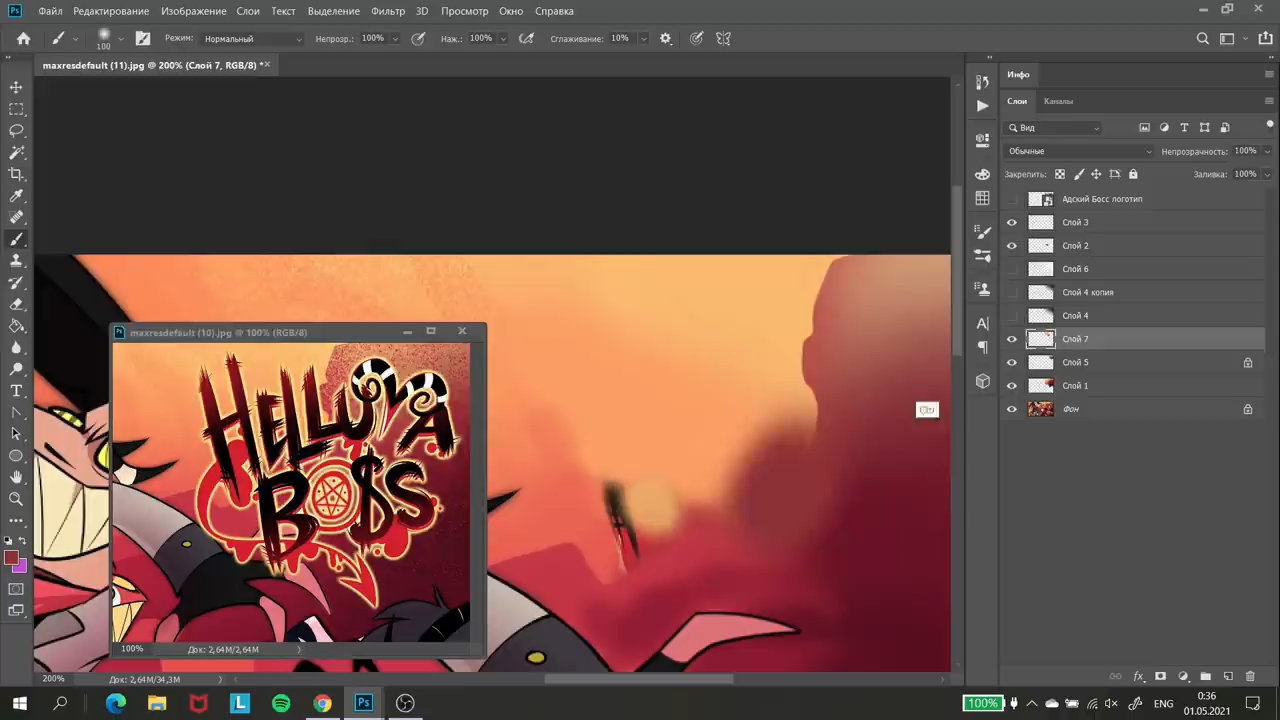 Ps Файл Изображение Слои Текст Выделение Фильтр 3D Просмотр Окно Справка
100 Режим: Нормальный Непрозр.: 100% Наж.: 100% Сглаживание: 10%
maxresdefault (11).jpg @ 200% (Слой 7, RGB/8) *
Инфо
Слои Каналы
Вид
Обычные Непрозрачность: 100%
Закрепить: Заливка: 100%
Адский Босс логотип
Слой 3
Слой 2
Слой 6
Слой 4 копия
Слой 4
Слой 7
Слой 5
Слой 1
Фон
maxresdefault (10).jpg @ 100% (RGB/8)
HELLUVA
BO$S
100% Док: 2,64M/2,64M
200% Док: 2,64M/34,3M
L Ps 100% ENG 0:36
01.05.2021